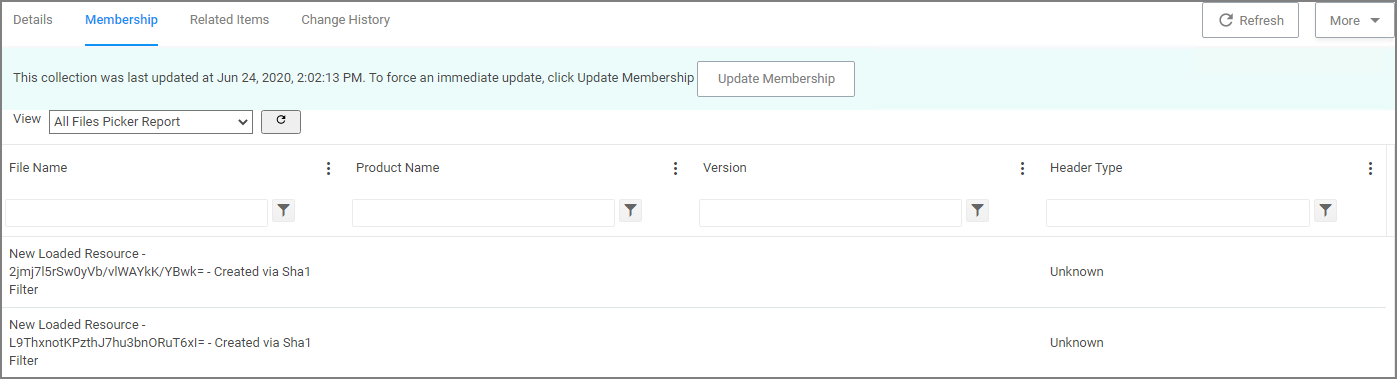 Details Membership Related Items Change History Refresh More
This collection was last updated at Jun 24, 2020, 2:02:13 PM. To force an immediate update, click Update Membership Update Membership
View All Files Picker Report
File Name Product Name Version Header Type
New Loaded Resource -
2jmj7l5rSw0yVb/vlWAYkK/YBwk= - Created via Sha1 Unknown
Filter
New Loaded Resource -
L9ThxnotKPzthJ7hu3bnORuT6xI= - Created via Sha1 Unknown
Filter